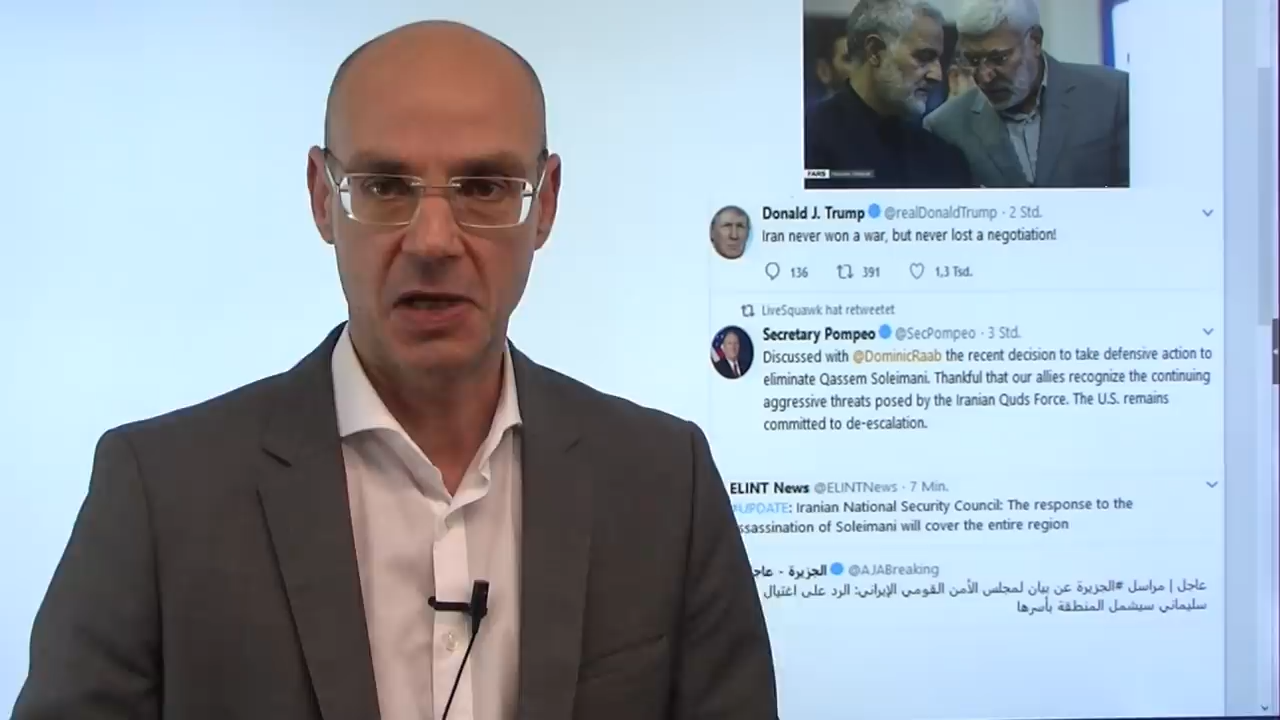 FARS
Donald J. Trump @realDonaldTrump · 2 Std.
Iran never won a war, but never lost a negotiation!
136 391 1,3 Tsd.
LiveSquawk hat retweetet
Secretary Pompeo @SecPompeo · 3 Std.
Discussed with @DominicRaab the recent decision to take defensive action to
eliminate Qassem Soleimani. Thankful that our allies recognize the continuing
aggressive threats posed by the Iranian Quds Force. The U.S. remains
committed to de-escalation.
ELINT News @ELINTNews · 7 Min.
#UPDATE: Iranian National Security Council: The response to the
ssassination of Soleimani will cover the entire region
الجزيرة - عاج @AJABreaking
عاجل | مراسل #الجزيرة عن بيان لمجلس الأمن القومي الإيراني: الرد على اغتيال
سليماني سيشمل المنطقة بأسرها